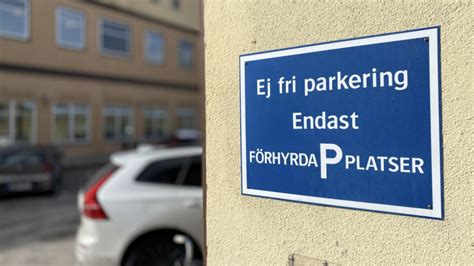 Ej fri parkering
Endast
FÖRHYRDA P PLATSER